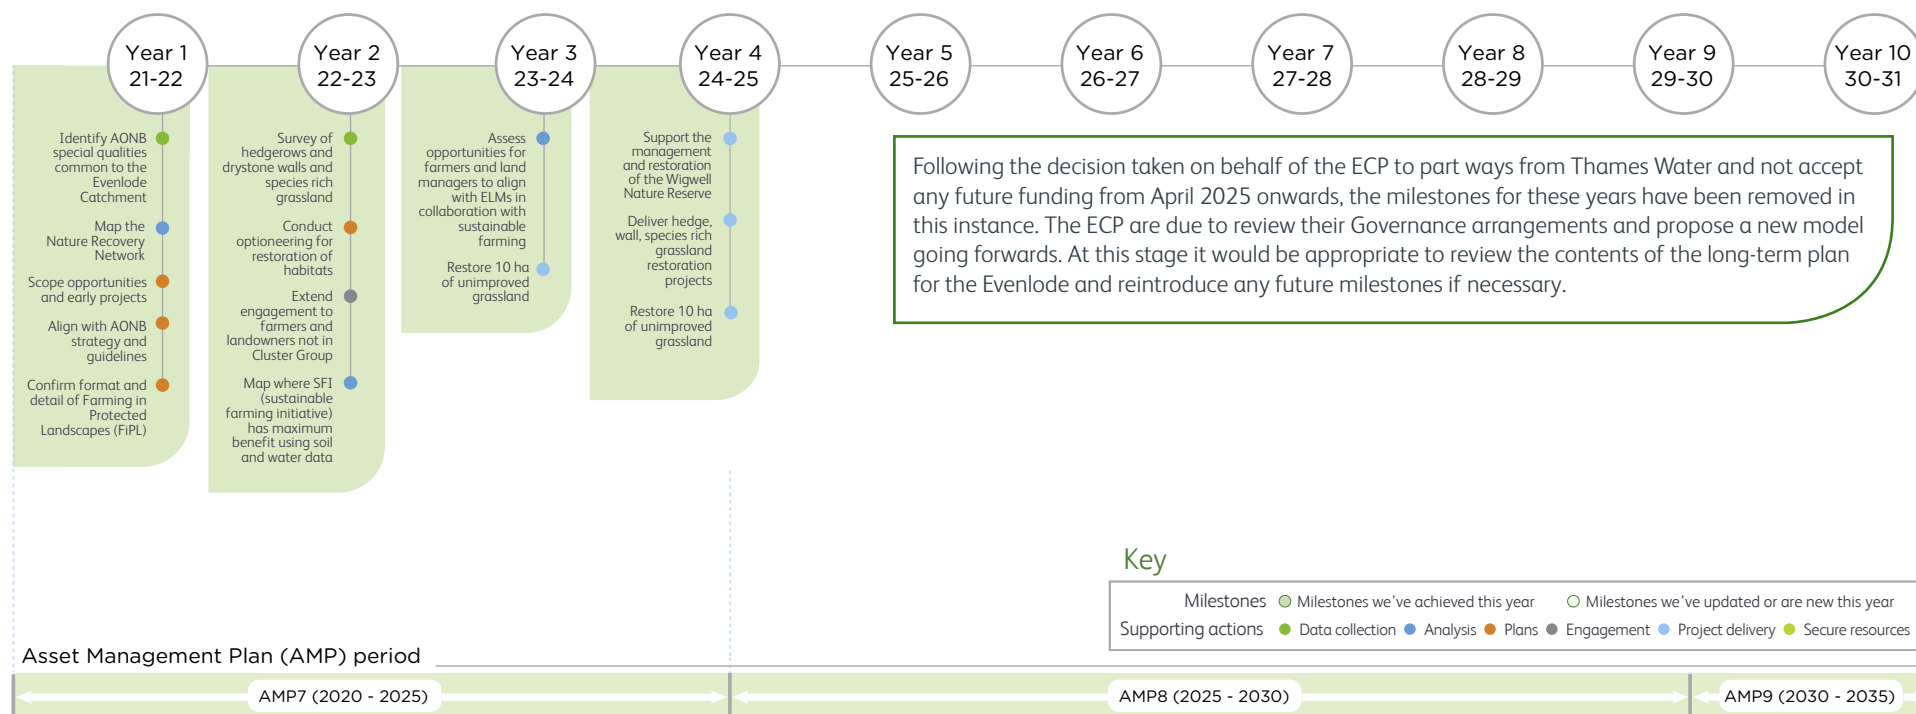 Year 1
21-22
Year 2
22-23
Year 3
23-24
Year 4
24-25
Year 5
25-26
Year 6
26-27
Year 7
27-28
Year 8
28-29
Year 9
29-30
Year 10
30-31
Identify AONB
special qualities
common to the
Evenlode
Catchment
Map the
Nature Recovery
Network
Scope opportunities
and early projects
Align with AONB
strategy and
guidelines
Confirm format and
detail of Farming in
Protected
Landscapes (FiPL)
Survey of
hedgerows and
drystone walls and
species rich
grassland
Conduct
optioneering for
restoration of
habitats
Extend
engagement to
farmers and
landowners not in
Cluster Group
Map where SFI
(sustainable
farming initiative)
has maximum
benefit using soil
and water data
Assess
opportunities for
farmers and land
managers to align
with ELMs in
collaboration with
sustainable
farming
Restore 10 ha
of unimproved
grassland
Support the
management
and restoration
of the Wigwell
Nature Reserve
Deliver hedge,
wall, species rich
grassland
restoration
projects
Restore 10 ha
of unimproved
grassland
Following the decision taken on behalf of the ECP to part ways from Thames Water and not accept
any future funding from April 2025 onwards, the milestones for these years have been removed in
this instance. The ECP are due to review their Governance arrangements and propose a new model
going forwards. At this stage it would be appropriate to review the contents of the long-term plan
for the Evenlode and reintroduce any future milestones if necessary.
Key
Milestones Milestones we've achieved this year Milestones we've updated or are new this year
Supporting actions Data collection Analysis Plans Engagement Project delivery Secure resources
Asset Management Plan (AMP) period
AMP7 (2020 - 2025)
AMP8 (2025 - 2030)
AMP9 (2030 - 2035)